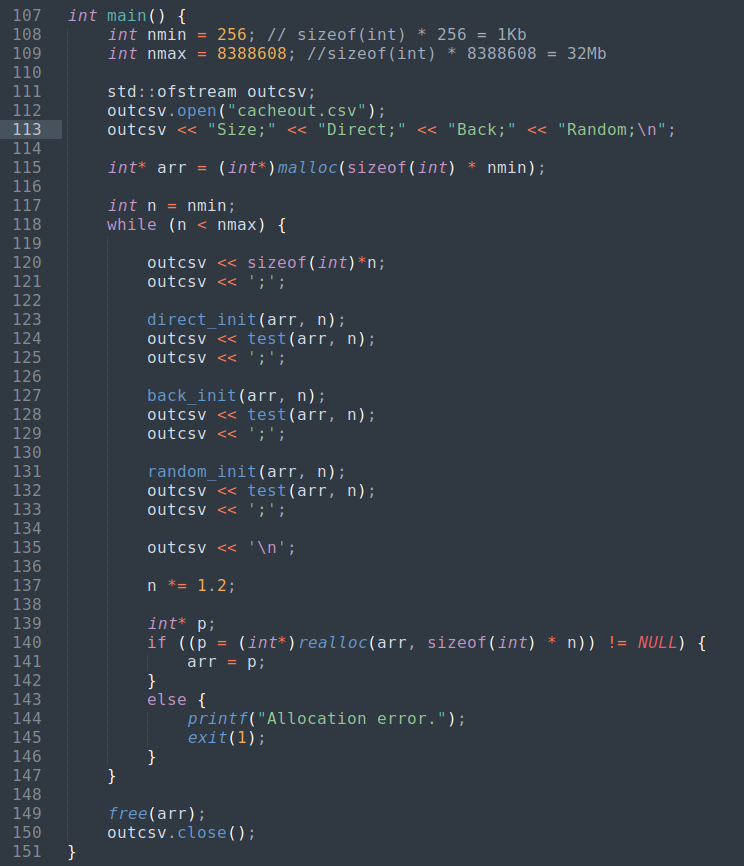 107 int main() {
108 int nmin = 256; // sizeof(int) * 256 = 1Kb
109 int nmax = 8388608; //sizeof(int) * 8388608 = 32Mb
110
111 std::ofstream outcsv;
112 outcsv.open("cacheout.csv");
113 outcsv << "Size;" << "Direct;" << "Back;" << "Random;\n";
114
115 int* arr = (int*)malloc(sizeof(int) * nmin);
116
117 int n = nmin;
118 while (n < nmax) {
119
120 outcsv << sizeof(int)*n;
121 outcsv << ';';
122
123 direct_init(arr, n);
124 outcsv << test(arr, n);
125 outcsv << ';';
126
127 back_init(arr, n);
128 outcsv << test(arr, n);
129 outcsv << ';';
130
131 random_init(arr, n);
132 outcsv << test(arr, n);
133 outcsv << ';';
134
135 outcsv << '\n';
136
137 n *= 1.2;
138
139 int* p;
140 if ((p = (int*)realloc(arr, sizeof(int) * n)) != NULL) {
141 arr = p;
142 }
143 else {
144 printf("Allocation error.");
145 exit(1);
146 }
147 }
148
149 free(arr);
150 outcsv.close();
151 }